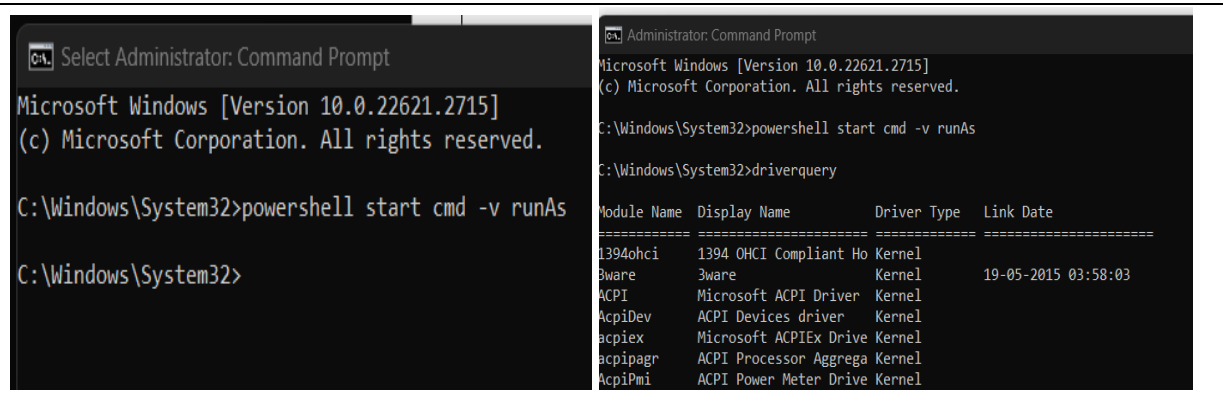 Select Administrator: Command Prompt
Microsoft Windows [Version 10.0.22621.2715]
(c) Microsoft Corporation. All rights reserved.
C:\Windows\System32>powershell start cmd -v runAs
C:\Windows\System32>
Administrator: Command Prompt
Microsoft Windows [Version 10.0.22621.2715]
(c) Microsoft Corporation. All rights reserved.
C:\Windows\System32>powershell start cmd -v runAs
C:\Windows\System32>driverquery
Module Name Display Name Driver Type Link Date
============ ====================== ============= ======================
1394ohci 1394 OHCI Compliant Ho Kernel
3ware 3ware Kernel 19-05-2015 03:58:03
ACPI Microsoft ACPI Driver Kernel
AcpiDev ACPI Devices driver Kernel
acpiex Microsoft ACPIEx Drive Kernel
acpipagr ACPI Processor Aggrega Kernel
AcpiPmi ACPI Power Meter Drive Kernel